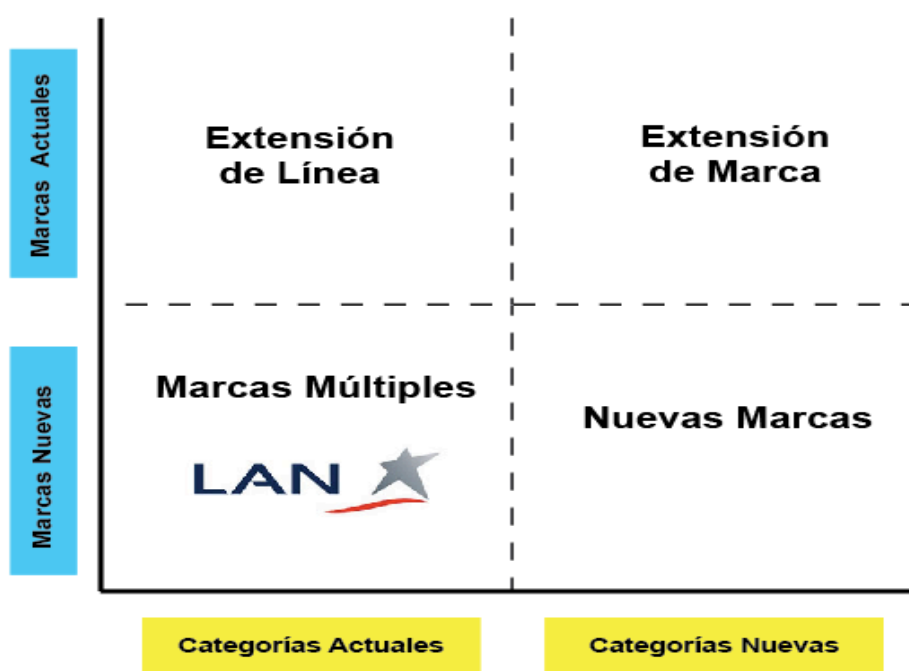 Marcas Actuales
Extensión
de Línea
Extensión
de Marca
Marcas Nuevas
Marcas Múltiples
LAN
Nuevas Marcas
Categorías Actuales
Categorías Nuevas